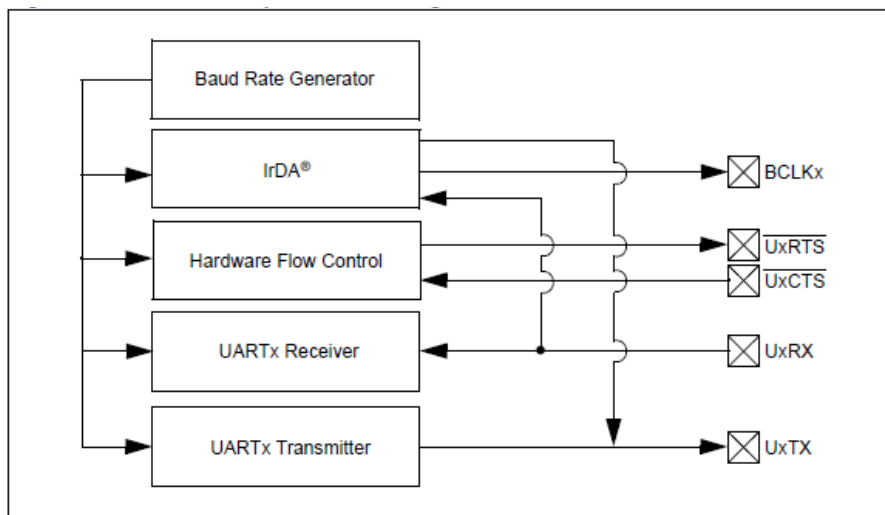 Baud Rate Generator
IrDA®
BCLKx
UxRTS
Hardware Flow Control
UxCTS
UARTx Receiver
UxRX
UARTx Transmitter
UxTX